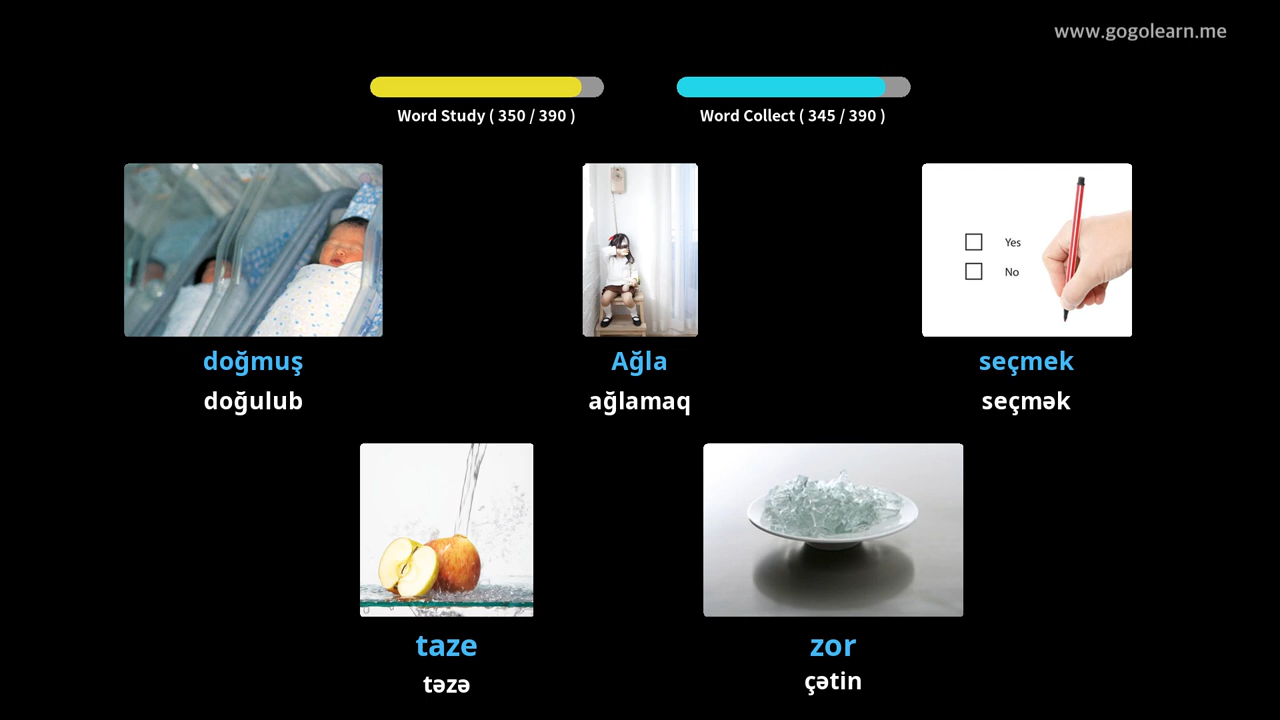 www.gogolearn.me
Word Study ( 350 / 390 )
Word Collect ( 345 / 390 )
Yes
No
doğmuş
Ağla
seçmek
doğulub
ağlamaq
seçmək
taze
zor
təzə
çətin